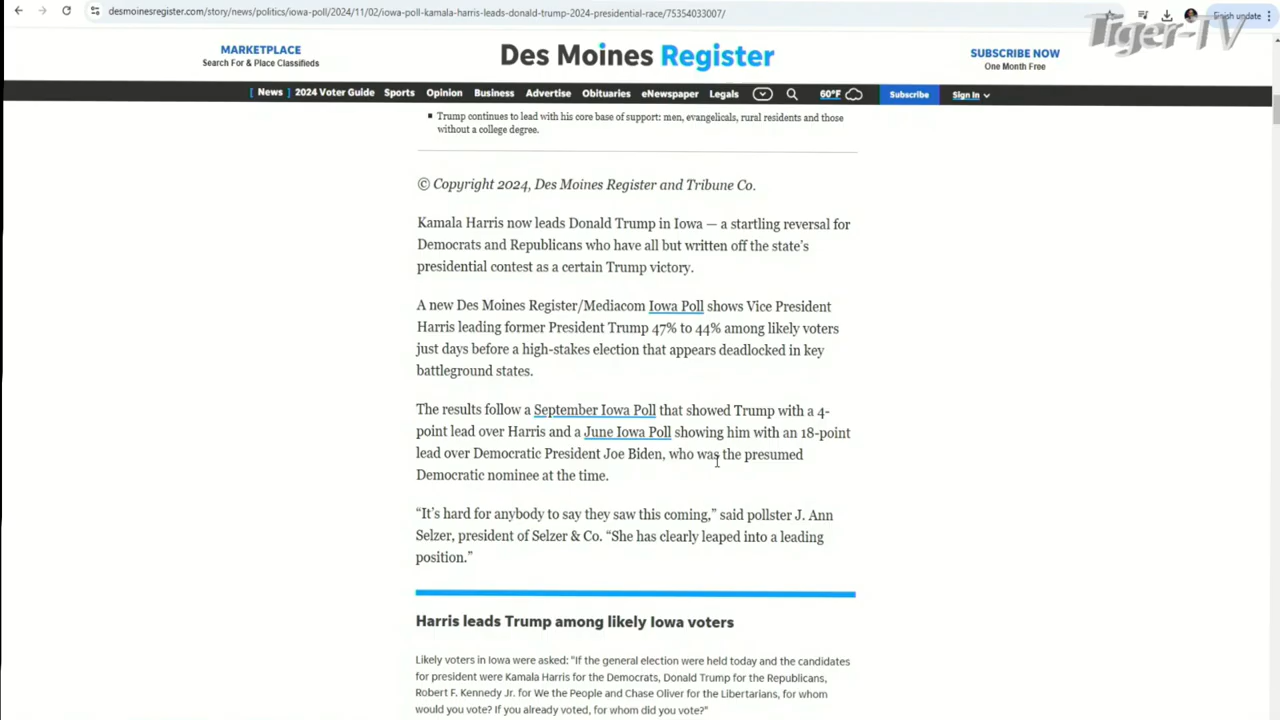 desmoinesregister.com/story/news/politics/iowa-poll/2024/11/02/iowa-poll-kamala-harris-leads-donald-trump-2024-presidential-race/75354033007/
Finish update
Tiger-TV
MARKETPLACE
Search For & Place Classifieds
Des Moines Register
SUBSCRIBE NOW
One Month Free
[ News ] 2024 Voter Guide Sports Opinion Business Advertise Obituaries eNewspaper Legals 60°F Subscribe Sign In
▪ Trump continues to lead with his core base of support: men, evangelicals, rural residents and those
without a college degree.
© Copyright 2024, Des Moines Register and Tribune Co.
Kamala Harris now leads Donald Trump in Iowa — a startling reversal for
Democrats and Republicans who have all but written off the state’s
presidential contest as a certain Trump victory.
A new Des Moines Register/Mediacom Iowa Poll shows Vice President
Harris leading former President Trump 47% to 44% among likely voters
just days before a high-stakes election that appears deadlocked in key
battleground states.
The results follow a September Iowa Poll that showed Trump with a 4-
point lead over Harris and a June Iowa Poll showing him with an 18-point
lead over Democratic President Joe Biden, who was the presumed
Democratic nominee at the time.
“It’s hard for anybody to say they saw this coming,” said pollster J. Ann
Selzer, president of Selzer & Co. “She has clearly leaped into a leading
position.”
Harris leads Trump among likely Iowa voters
Likely voters in Iowa were asked: "If the general election were held today and the candidates
for president were Kamala Harris for the Democrats, Donald Trump for the Republicans,
Robert F. Kennedy Jr. for We the People and Chase Oliver for the Libertarians, for whom
would you vote? If you already voted, for whom did you vote?"